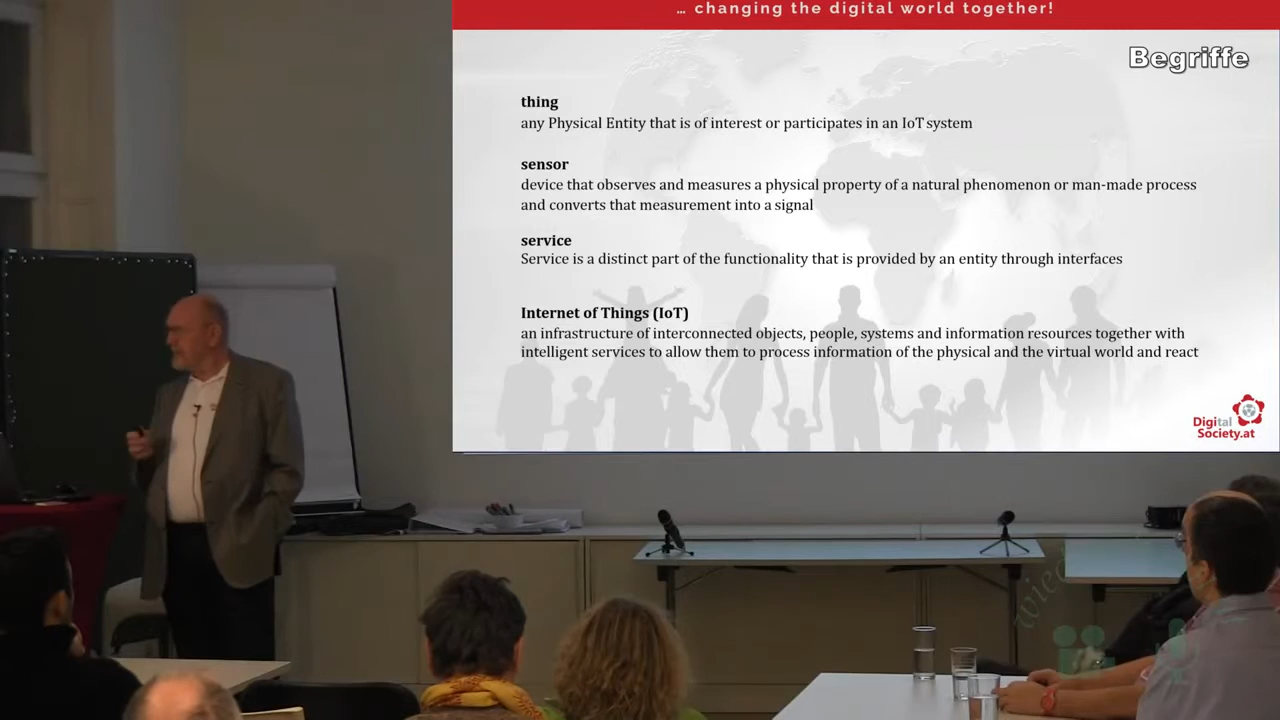 … changing the digital world together!
Begriffe
thing
any Physical Entity that is of interest or participates in an IoT system
sensor
device that observes and measures a physical property of a natural phenomenon or man-made process
and converts that measurement into a signal
service
Service is a distinct part of the functionality that is provided by an entity through interfaces
Internet of Things (IoT)
an infrastructure of interconnected objects, people, systems and information resources together with
intelligent services to allow them to process information of the physical and the virtual world and react
Digital
Society.at